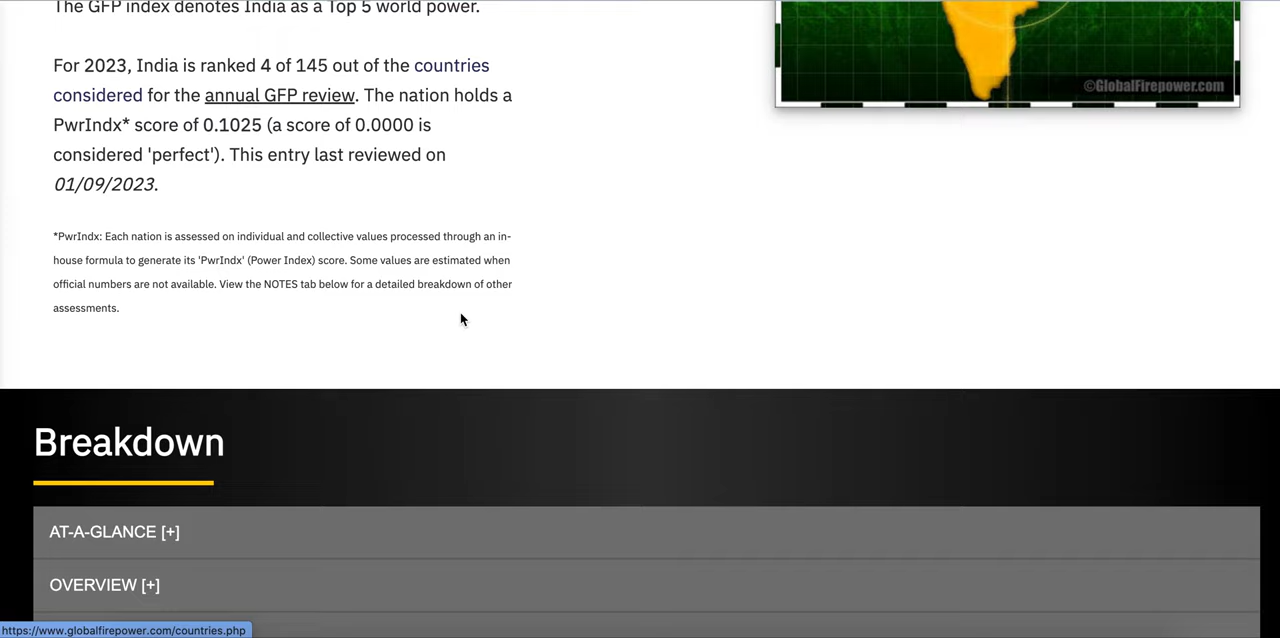 The GFP index denotes India as a Top 5 world power.
For 2023, India is ranked 4 of 145 out of the countries
considered for the annual GFP review. The nation holds a
PwrIndx* score of 0.1025 (a score of 0.0000 is
considered 'perfect'). This entry last reviewed on
01/09/2023.
*PwrIndx: Each nation is assessed on individual and collective values processed through an in-
house formula to generate its 'PwrIndx' (Power Index) score. Some values are estimated when
official numbers are not available. View the NOTES tab below for a detailed breakdown of other
assessments.
©GlobalFirepower.com
Breakdown
AT-A-GLANCE [+]
OVERVIEW [+]
https://www.globalfirepower.com/countries.php